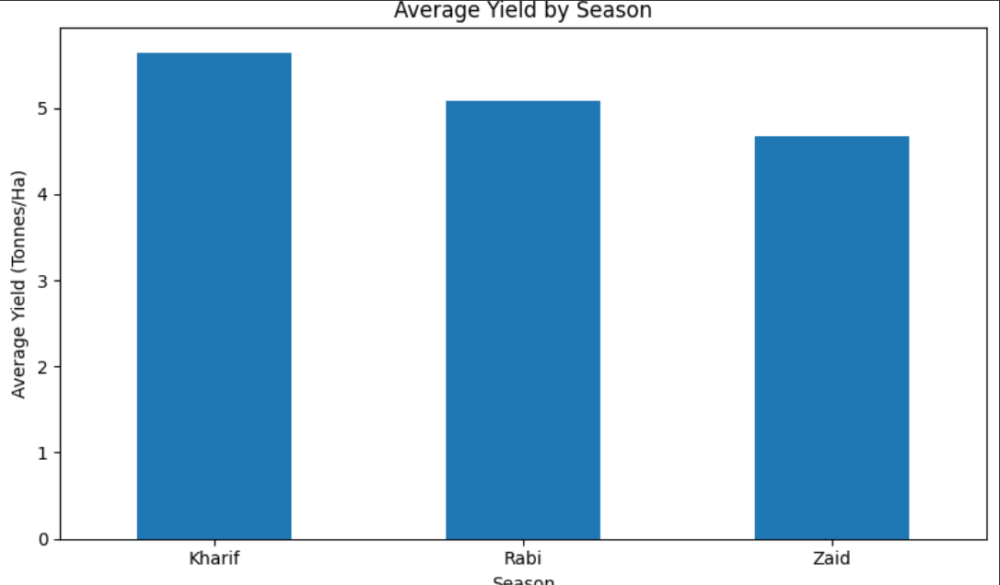 Average Yield by Season
Average Yield (Tonnes/Ha)
5
4
3
2
1
0
Kharif
Rabi
Zaid
Season